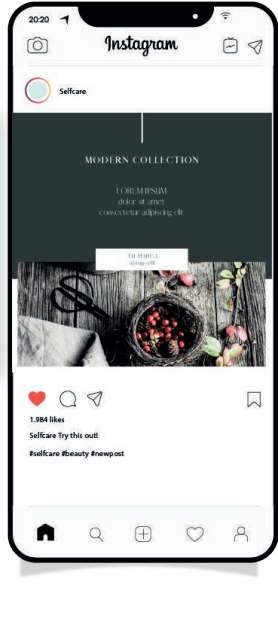 20:20
Instagram
Selfcare
MODERN COLLECTION
LOREM IPSUM
dolor sit amet
consectetur adipiscing elit
1.984 likes
Selfcare Try this out!
#selfcare #beauty #newpost